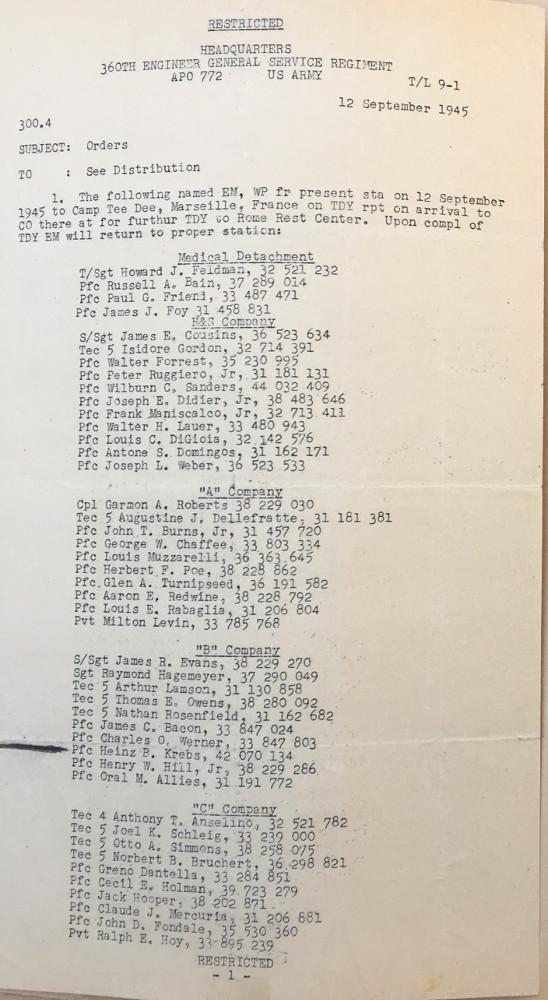 RESTRICTED
HEADQUARTERS
360TH ENGINEER GENERAL SERVICE REGIMENT
APO 772 US ARMY
T/L 9-1
12 September 1945
300.4
SUBJECT: Orders
TO : See Distribution
1. The following named EM, WP fr present sta on 12 September
1945 to Camp Tee Dee, Marseille, France on TDY rpt on arrival to
CO there at for furthur TDY to Rome Rest Center. Upon compl of
TDY EM will return to proper station:
Medical Detachment
T/Sgt Howard J. Feldman, 32 521 232
Pfc Russell A. Bain, 37 289 014
Pfc Paul G. Friend, 33 487 471
Pfc James J. Foy 31 458 831
H&S Company
S/Sgt James E. Cousins, 36 523 634
Tec 5 Isidore Gordon, 32 714 391
Pfc Walter Forrest, 35 230 995
Pfc Peter Ruggiero, Jr, 31 181 131
Pfc Wilburn C. Sanders, 44 032 409
Pfc Joseph E. Didier, Jr, 38 483 646
Pfc Frank Maniscalco, Jr, 32 713 411
Pfc Walter H. Lauer, 33 480 943
Pfc Louis C. DiGioia, 32 142 576
Pfc Antone S. Domingos, 31 162 171
Pfc Joseph L. Weber, 36 523 533
"A" Company
Cpl Garmon A. Roberts 38 229 030
Tec 5 Augustine J. Dellefratte, 31 181 381
Pfc John T. Burns, Jr, 31 457 720
Pfc George W. Chaffee, 33 803 334
Pfc Louis Muzzarelli, 36 363 645
Pfc Herbert F. Poe, 38 228 862
Pfc.Glen A. Turnipseed, 36 191 582
Pfc Aaron E, Redwine, 38 228 792
Pfc Louis E. Rabaglia, 31 206 804
Pvt Milton Levin, 33 785 768
"B" Company
S/Sgt James R. Evans, 38 229 270
Sgt Raymond Hagemeyer, 37 290 049
Tec 5 Arthur Lamson, 31 130 858
Tec 5 Thomas E. Owens, 38 280 092
Tec 5 Nathan Rosenfield, 31 162 682
Pfc James C. Bacon, 33 847 024
Pfc Charles O. Werner, 33 847 803
Pfc Heinz B. Krebs, 42 070 134
Pfc Henry W. Hill, Jr, 38 229 286
Pfc Oral M. Allies, 31 191 772
"C" Company
Tec 4 Anthony T. Anselino, 32 521 782
Tec 5 Joel K. Schleig, 33 239 000
Tec 5 Otto A. Simmons, 38 258 075
Tec 5 Norbert B. Bruchert, 36 298 821
Pfc Greno Dantella, 33 284 851
Pfc Cecil E. Holman, 39 723 279
Pfc Jack Hooper, 38 202 871
Pfc Claude J. Mercuria, 31 206 881
Pfc John D. Fondale, 35 530 360
Pvt Ralph E. Hoy, 33 895 239
RESTRICTED
- 1 -